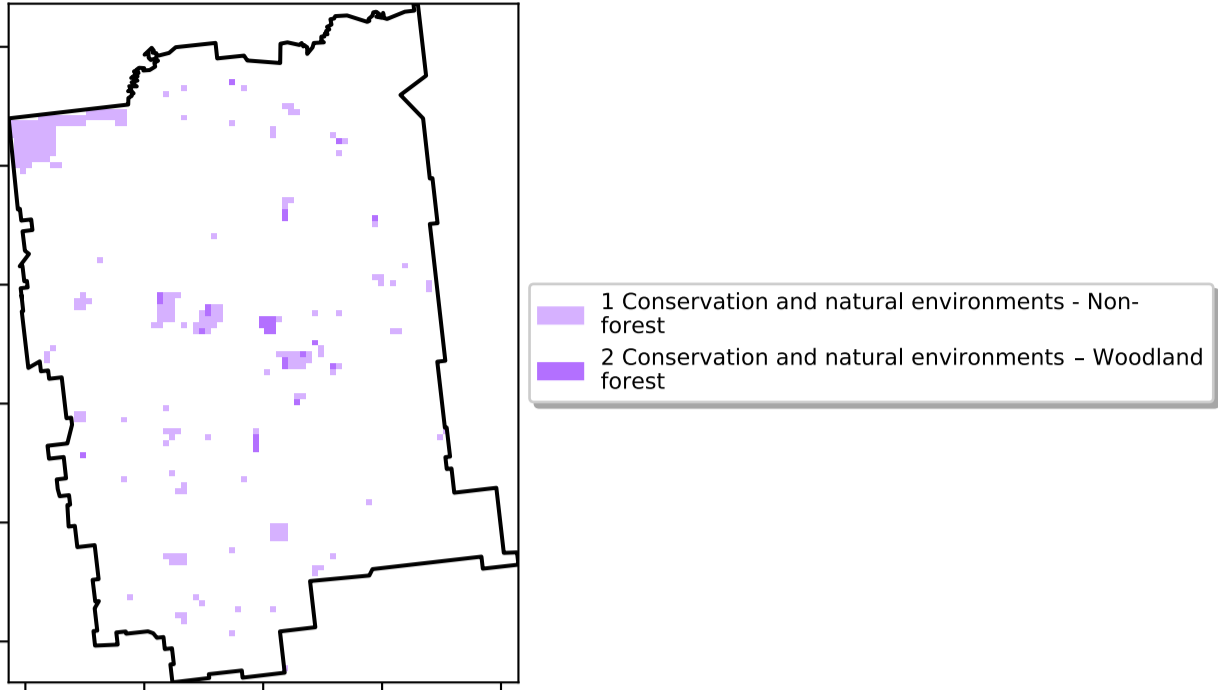 1 Conservation and natural environments - Non-
forest
2 Conservation and natural environments – Woodland
forest